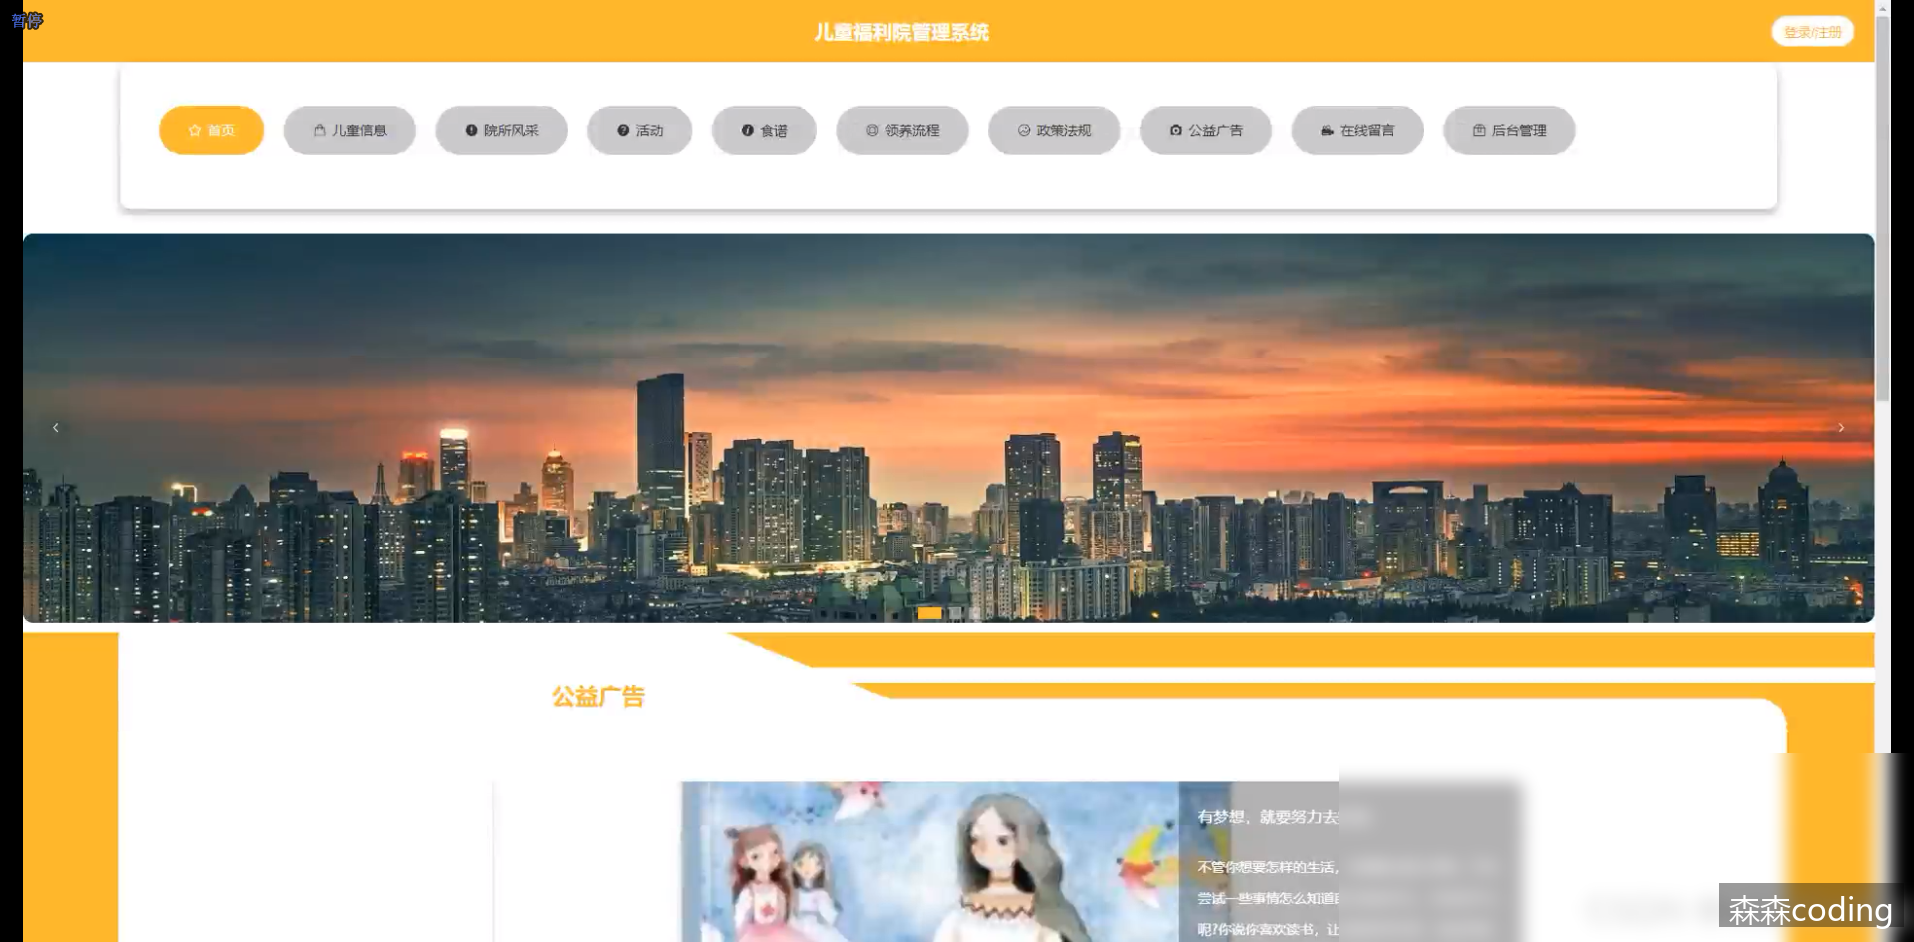 暂停
儿童福利院管理系统
登录/注册
首页
儿童信息
院所风采
活动
食谱
领养流程
政策法规
公益广告
在线留言
后台管理
公益广告
有梦想，就要努力去
不管你想要怎样的生活，
尝试一些事情怎么知道
呢?你说你喜欢读书，让
森森coding